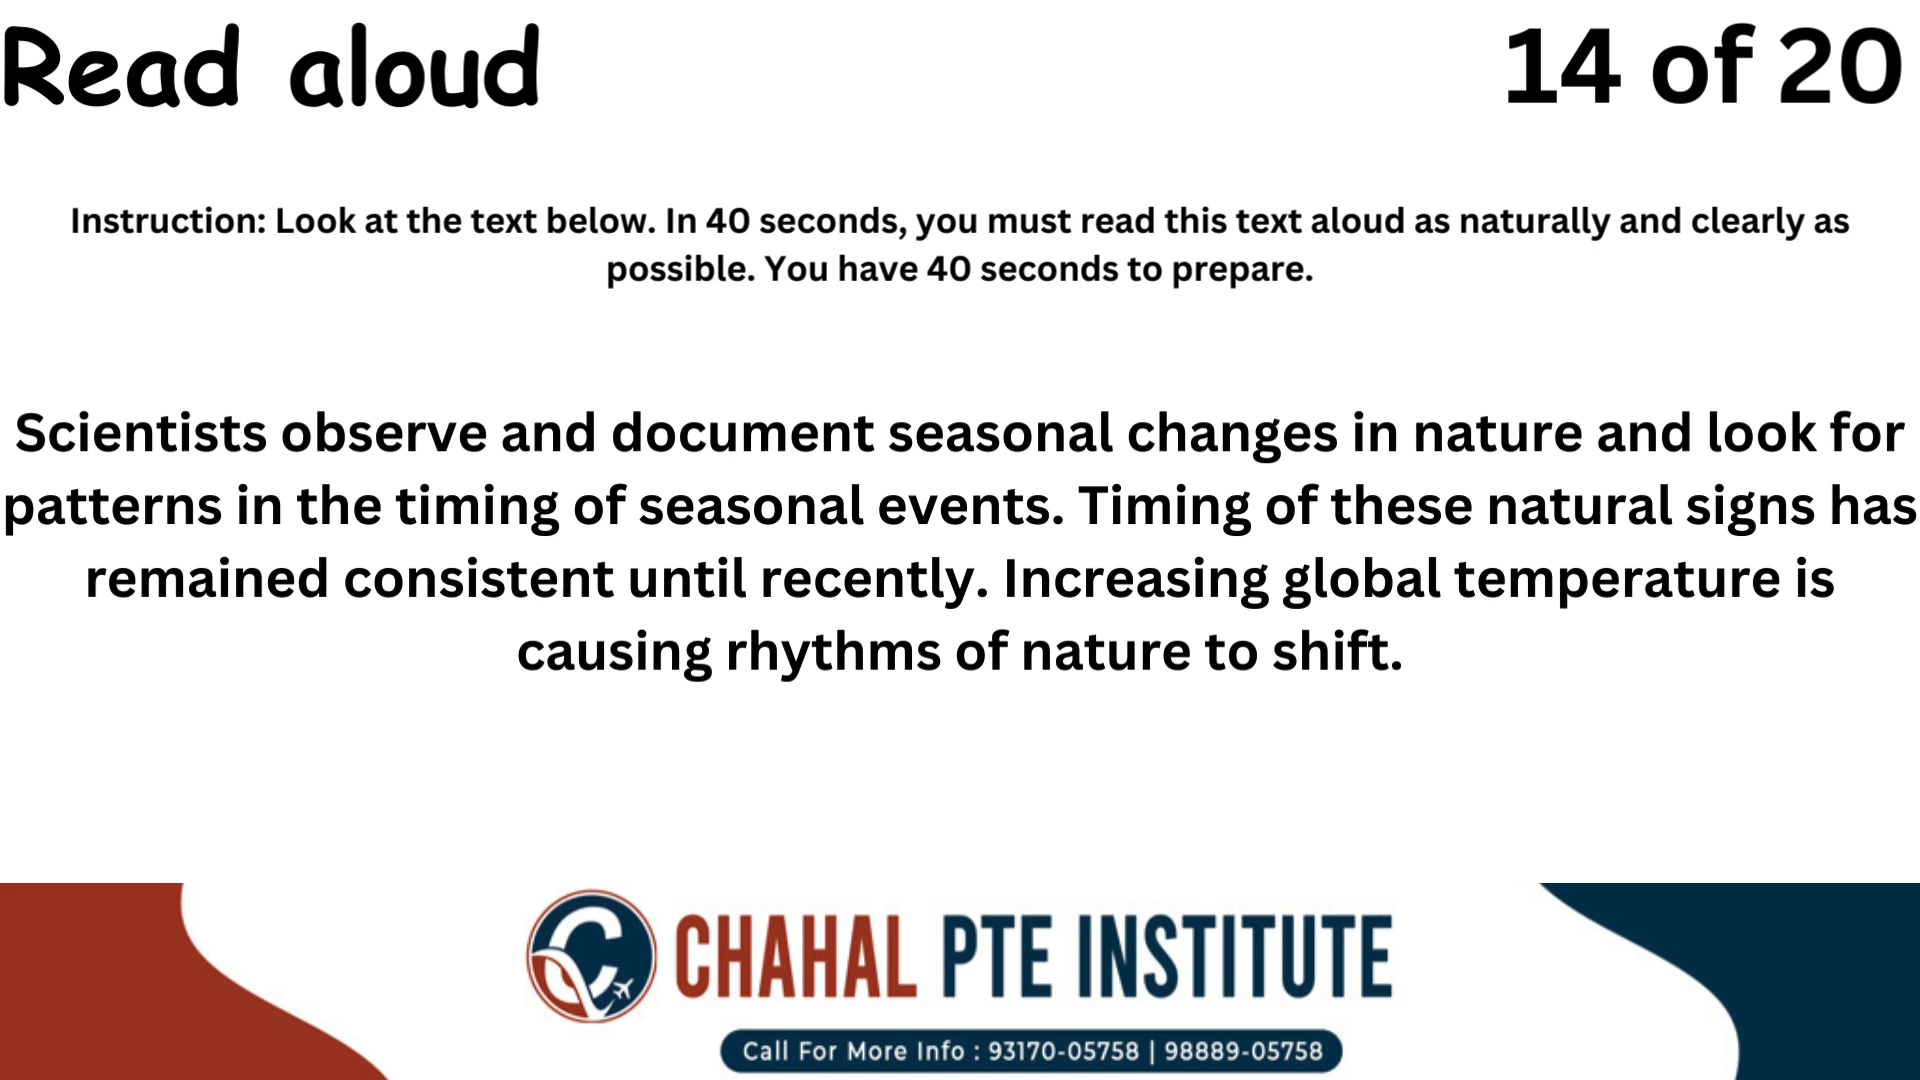 Read aloud
14 of 20
Instruction: Look at the text below. In 40 seconds, you must read this text aloud as naturally and clearly as
possible. You have 40 seconds to prepare.
Scientists observe and document seasonal changes in nature and look for
patterns in the timing of seasonal events. Timing of these natural signs has
remained consistent until recently. Increasing global temperature is
causing rhythms of nature to shift.
CHAHAL PTE INSTITUTE
Call For More Info : 93170-05758 | 98889-05758